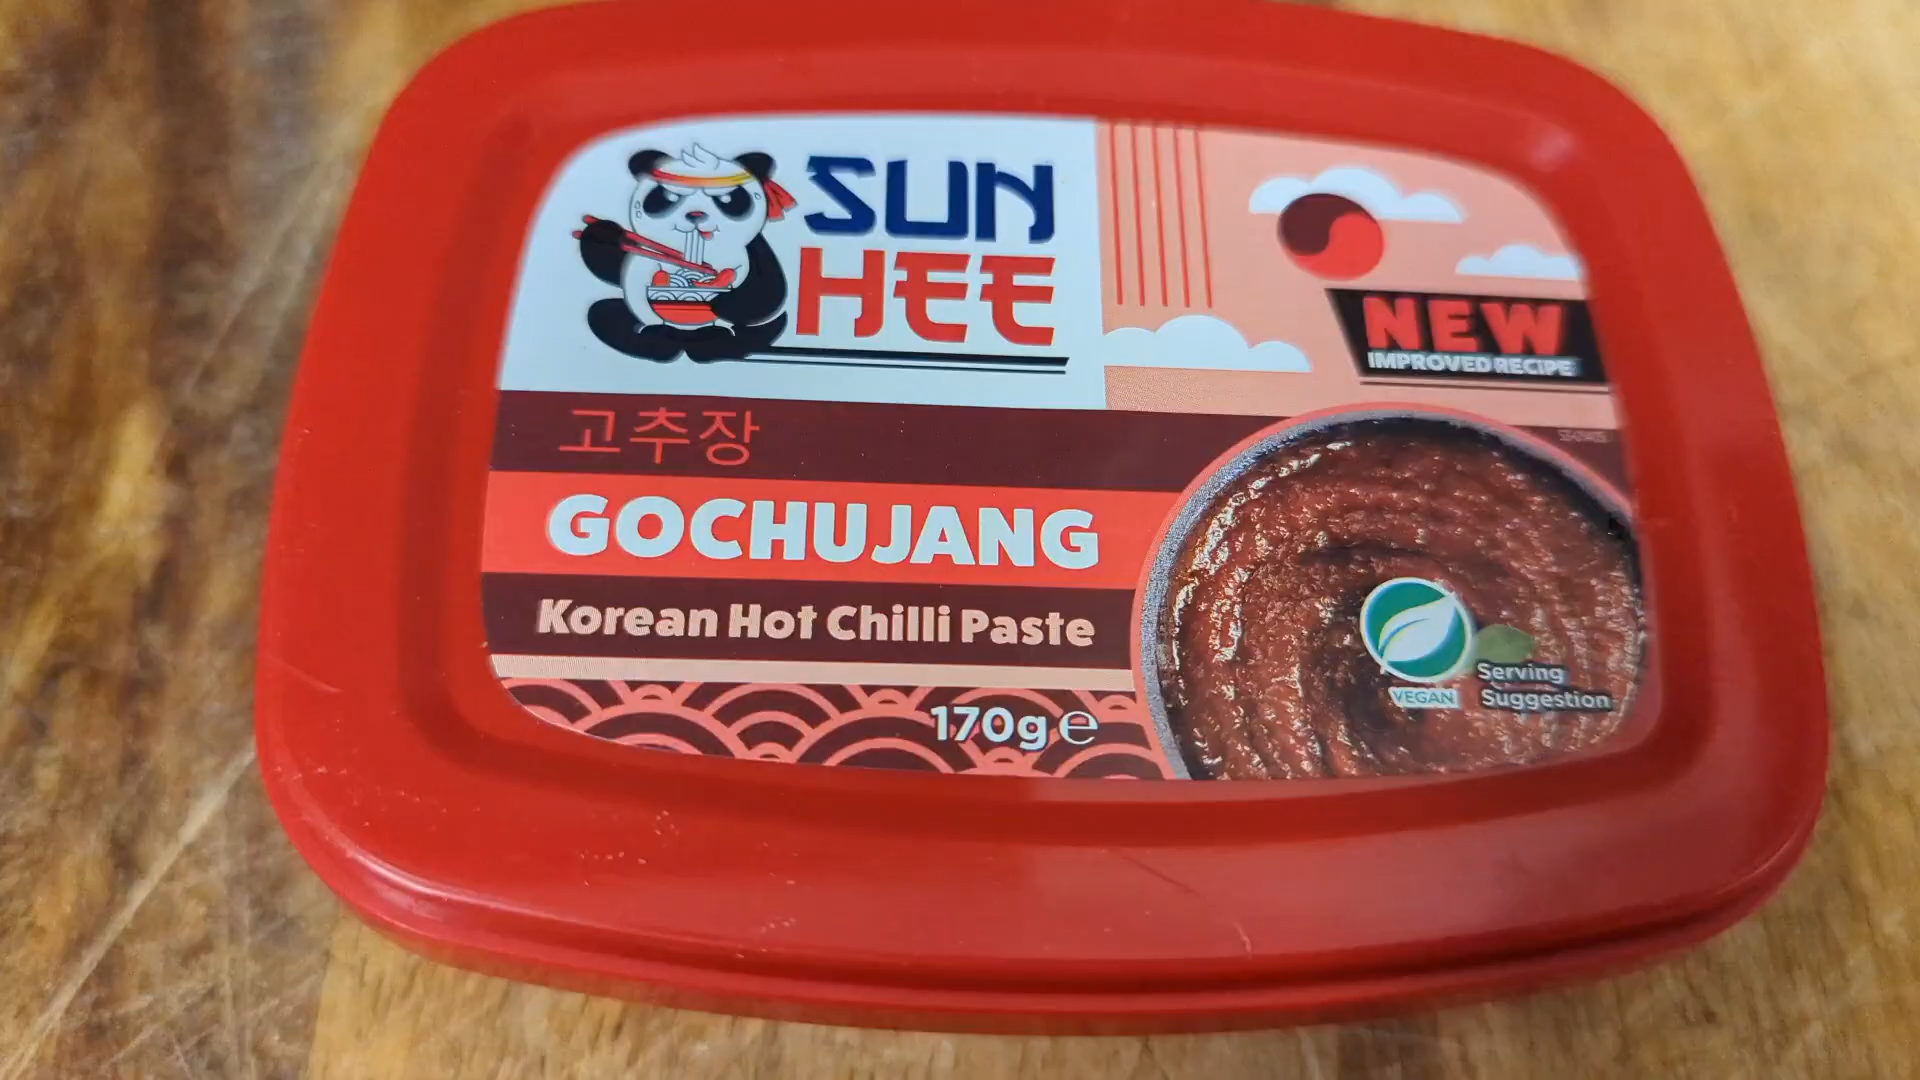 SUN
HEE
NEW
IMPROVED RECIPE
고추장
GOCHUJANG
Korean Hot Chilli Paste
170g ℮
VEGAN
Serving
Suggestion